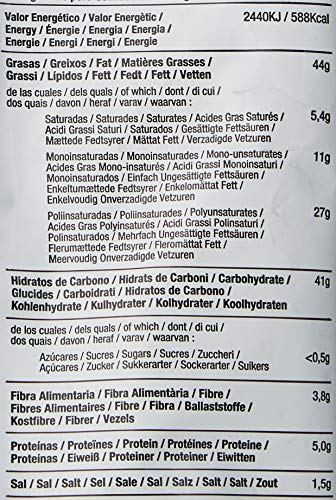 Valor Energético / Valor Energètic /
Energy / Énergie / Energia / Energia /
Energie / Energi / Energi / Energie
2440KJ / 588Kcal
Grasas / Greixos / Fat / Matières Grasses /
Grassi / Lípidos / Fett / Fedt / Fett / Vetten
44g
de las cuales / dels quals / of which / dont / di cui /
dos quais / davon / heraf / varav / waarvan :
Saturadas / Saturades / Saturates / Acides Gras Saturés /
Acidi Grassi Saturi / Saturados / Gesättigte Fettsäuren /
Mættede Fedtsyrer / Mättat Fett / Verzadigde Vetzuren
5,4g
Monoinsaturadas / Monoinsaturades / Mono-unsaturates /
Acides Gras Mono-insaturés / Acidi Grassi Monoinsaturi /
Monoinsaturados / Einfach Ungesättigte Fettsäuren /
Enkeltumættede Fedtsyrer / Enkelomättat Fett /
Enkelvoudig Onverzadigde Vetzuren
11g
Poliinsaturadas / Poliinsaturades / Polyunsaturates /
Acides Gras Polyinsaturés / Acidi Grassi Polinsaturi /
Polinsaturados / Mehrfach Ungesättigte Fettsäuren /
Flerumættede Fedtsyrer / Fleromättat Fett /
Meervoudig Onverzadigde Vetzuren
27g
Hidratos de Carbono / Hidrats de Carboni / Carbohydrate /
Glucides / Carboidrati / Hidratos de Carbono /
Kohlenhydrate / Kulhydrater / Kolhydrater / Koolhydraten
41g
de los cuales / dels quals / of which / dont / di cui /
dos quais / davon / heraf / varav / waarvan :
Azúcares / Sucres / Sugars / Sucres / Zuccheri /
Açúcares / Zucker / Sukkerarter / Sockerarter / Suikers
<0,5g
Fibra Alimentaria / Fibra Alimentària / Fibre /
Fibres Alimentaires / Fibre / Fibra / Ballaststoffe /
Kostfibre / Fibrer / Vezels
3,8g
Proteínas / Proteïnes / Protein / Protéines / Proteine /
Proteínas / Eiweiß / Proteiner / Proteiner / Eiwitten
5,0g
Sal / Sal / Salt / Sel / Sale / Sal / Salz / Salt / Salt / Zout
1,5g